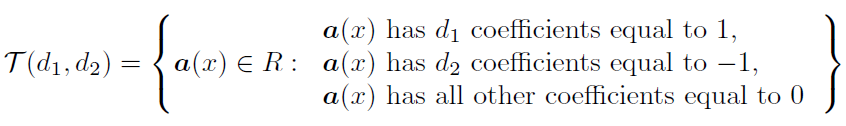 a(x) has d₁ coefficients equal to 1,
𝒯(d₁, d₂) = { a(x) ∈ R : a(x) has d₂ coefficients equal to −1, }
a(x) has all other coefficients equal to 0